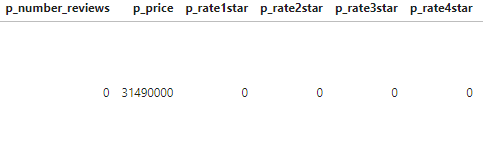 p_number_reviews p_price p_rate1star p_rate2star p_rate3star p_rate4star
0 31490000 0 0 0 0